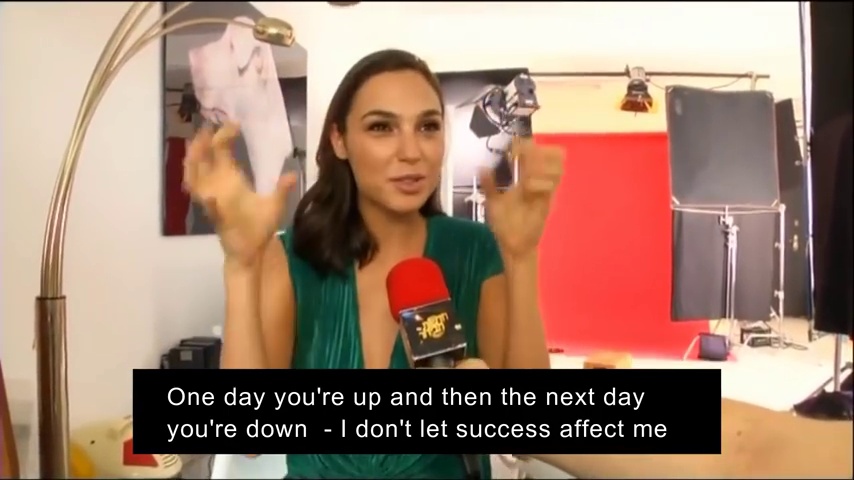 One day you're up and then the next day
you're down  - I don't let success affect me